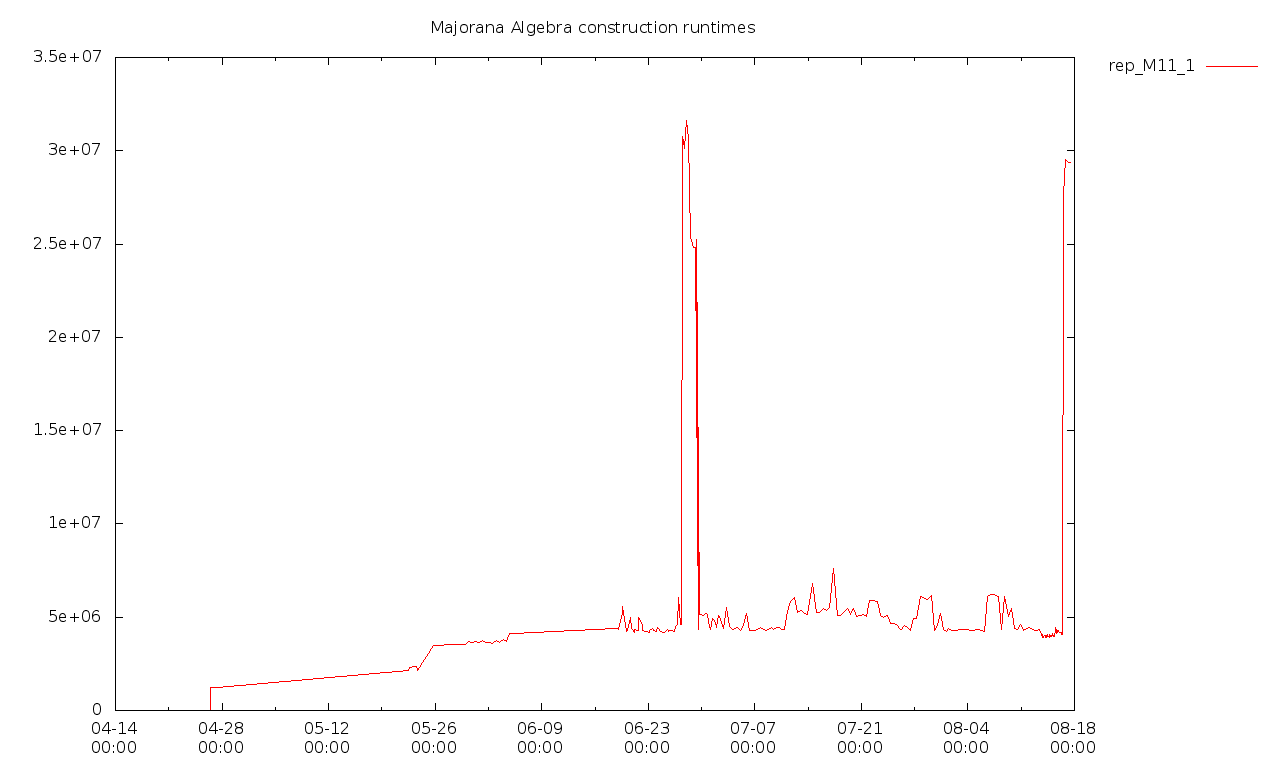 Majorana Algebra construction runtimes
rep_M11_1
3.5e+07
3e+07
2.5e+07
2e+07
1.5e+07
1e+07
5e+06
0
04-14 04-28 05-12 05-26 06-09 06-23 07-07 07-21 08-04 08-18
00:00 00:00 00:00 00:00 00:00 00:00 00:00 00:00 00:00 00:00